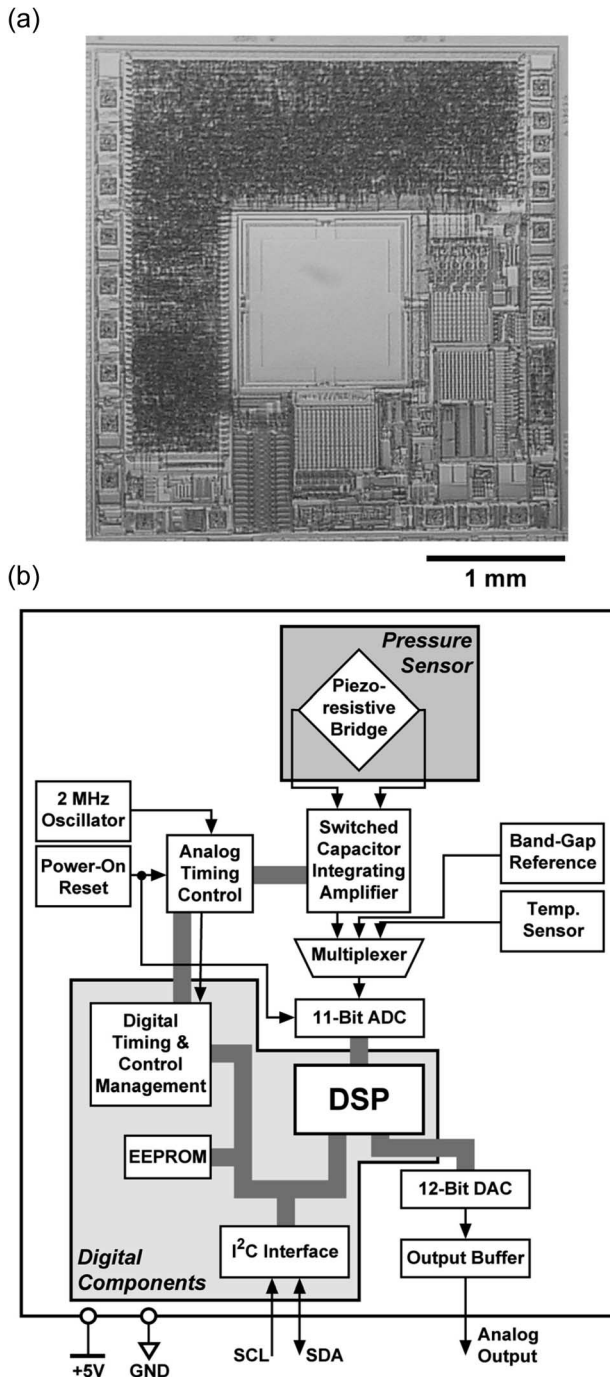 (a)
1 mm
(b)
Pressure
Sensor
Piezo-
resistive
Bridge
2 MHz
Oscillator
Power-On
Reset
Analog
Timing
Control
Switched
Capacitor
Integrating
Amplifier
Band-Gap
Reference
Temp.
Sensor
Multiplexer
11-Bit ADC
Digital
Timing &
Control
Management
DSP
EEPROM
12-Bit DAC
I²C Interface
Output Buffer
Digital
Components
+5V
GND
SCL
SDA
Analog
Output